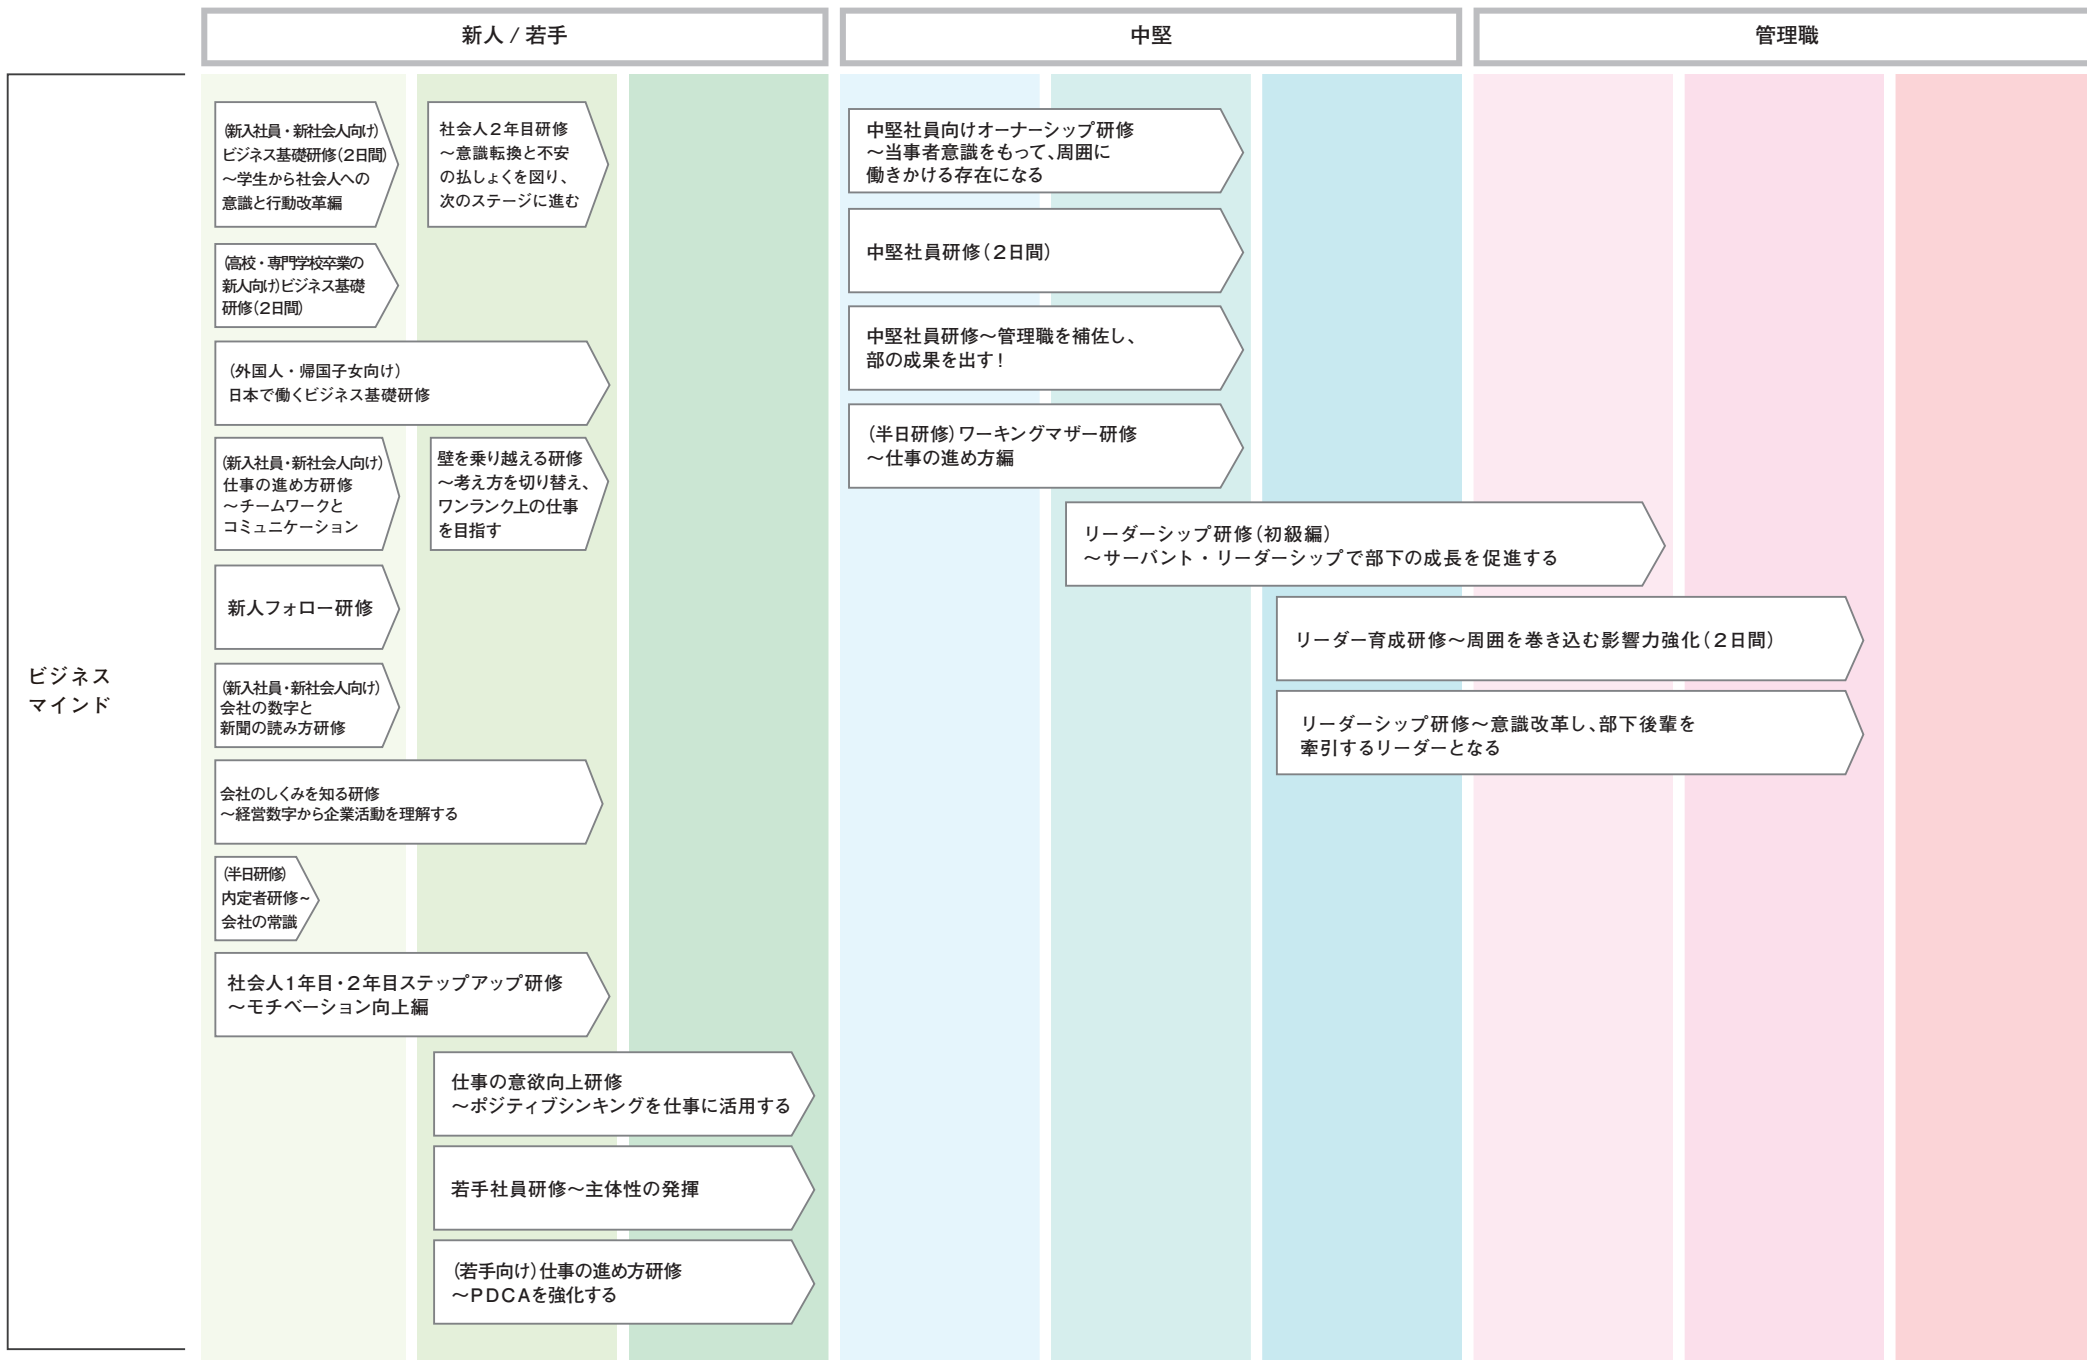 新人 / 若手
中堅
管理職
ビジネス
マインド
(新入社員・新社会人向け)
ビジネス基礎研修(2日間)
～学生から社会人への
意識と行動改革編
社会人2年目研修
～意識転換と不安
の払しょくを図り、
次のステージに進む
(高校・専門学校卒業の
新人向け)ビジネス基礎
研修(2日間)
(外国人・帰国子女向け)
日本で働くビジネス基礎研修
(新入社員・新社会人向け)
仕事の進め方研修
～チームワークと
コミュニケーション
壁を乗り越える研修
～考え方を切り替え、
ワンランク上の仕事
を目指す
新人フォロー研修
(新入社員・新社会人向け)
会社の数字と
新聞の読み方研修
会社のしくみを知る研修
～経営数字から企業活動を理解する
(半日研修)
内定者研修~
会社の常識
社会人1年目・2年目ステップアップ研修
～モチベーション向上編
仕事の意欲向上研修
～ポジティブシンキングを仕事に活用する
若手社員研修～主体性の発揮
(若手向け)仕事の進め方研修
～PDCAを強化する
中堅社員向けオーナーシップ研修
～当事者意識をもって、周囲に
働きかける存在になる
中堅社員研修(2日間)
中堅社員研修～管理職を補佐し、
部の成果を出す!
(半日研修)ワーキングマザー研修
～仕事の進め方編
リーダーシップ研修(初級編)
～サーバント・リーダーシップで部下の成長を促進する
リーダー育成研修～周囲を巻き込む影響力強化(2日間)
リーダーシップ研修～意識改革し、部下後輩を
牽引するリーダーとなる